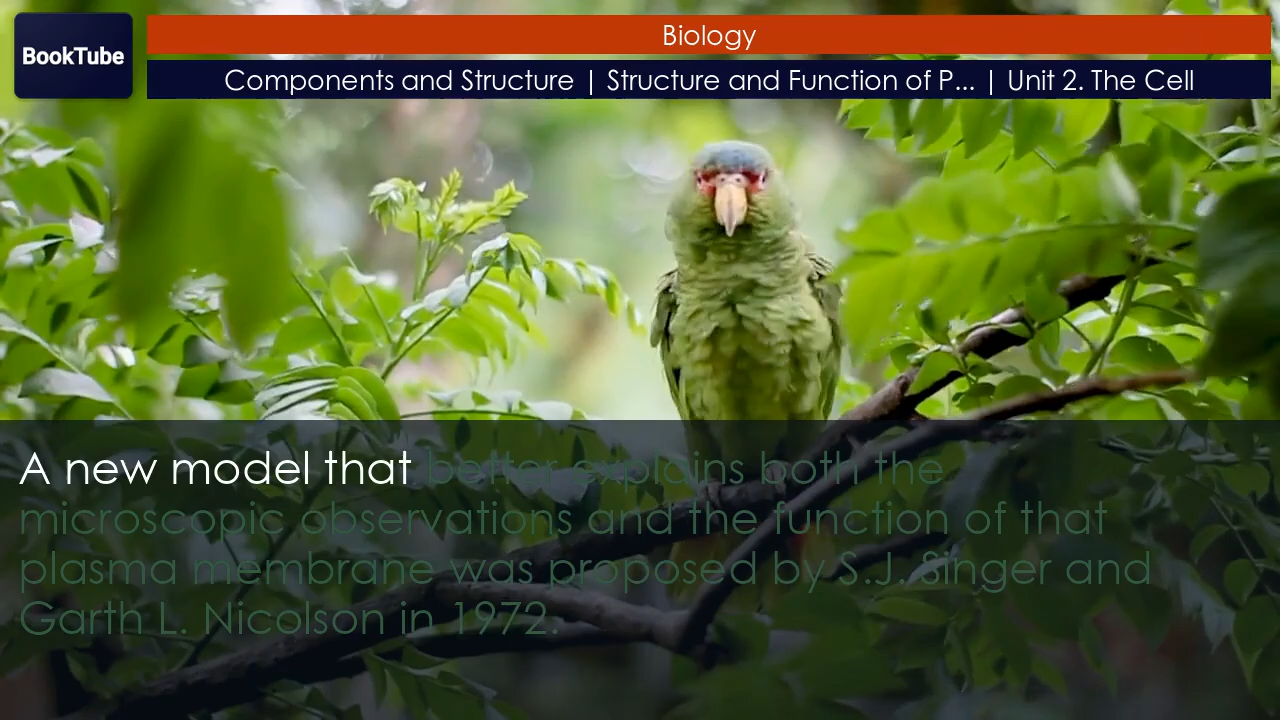 BookTube
Biology
Components and Structure | Structure and Function of P... | Unit 2. The Cell
A new model that better explains both the
microscopic observations and the function of that
plasma membrane was proposed by S.J. Singer and
Garth L. Nicolson in 1972.